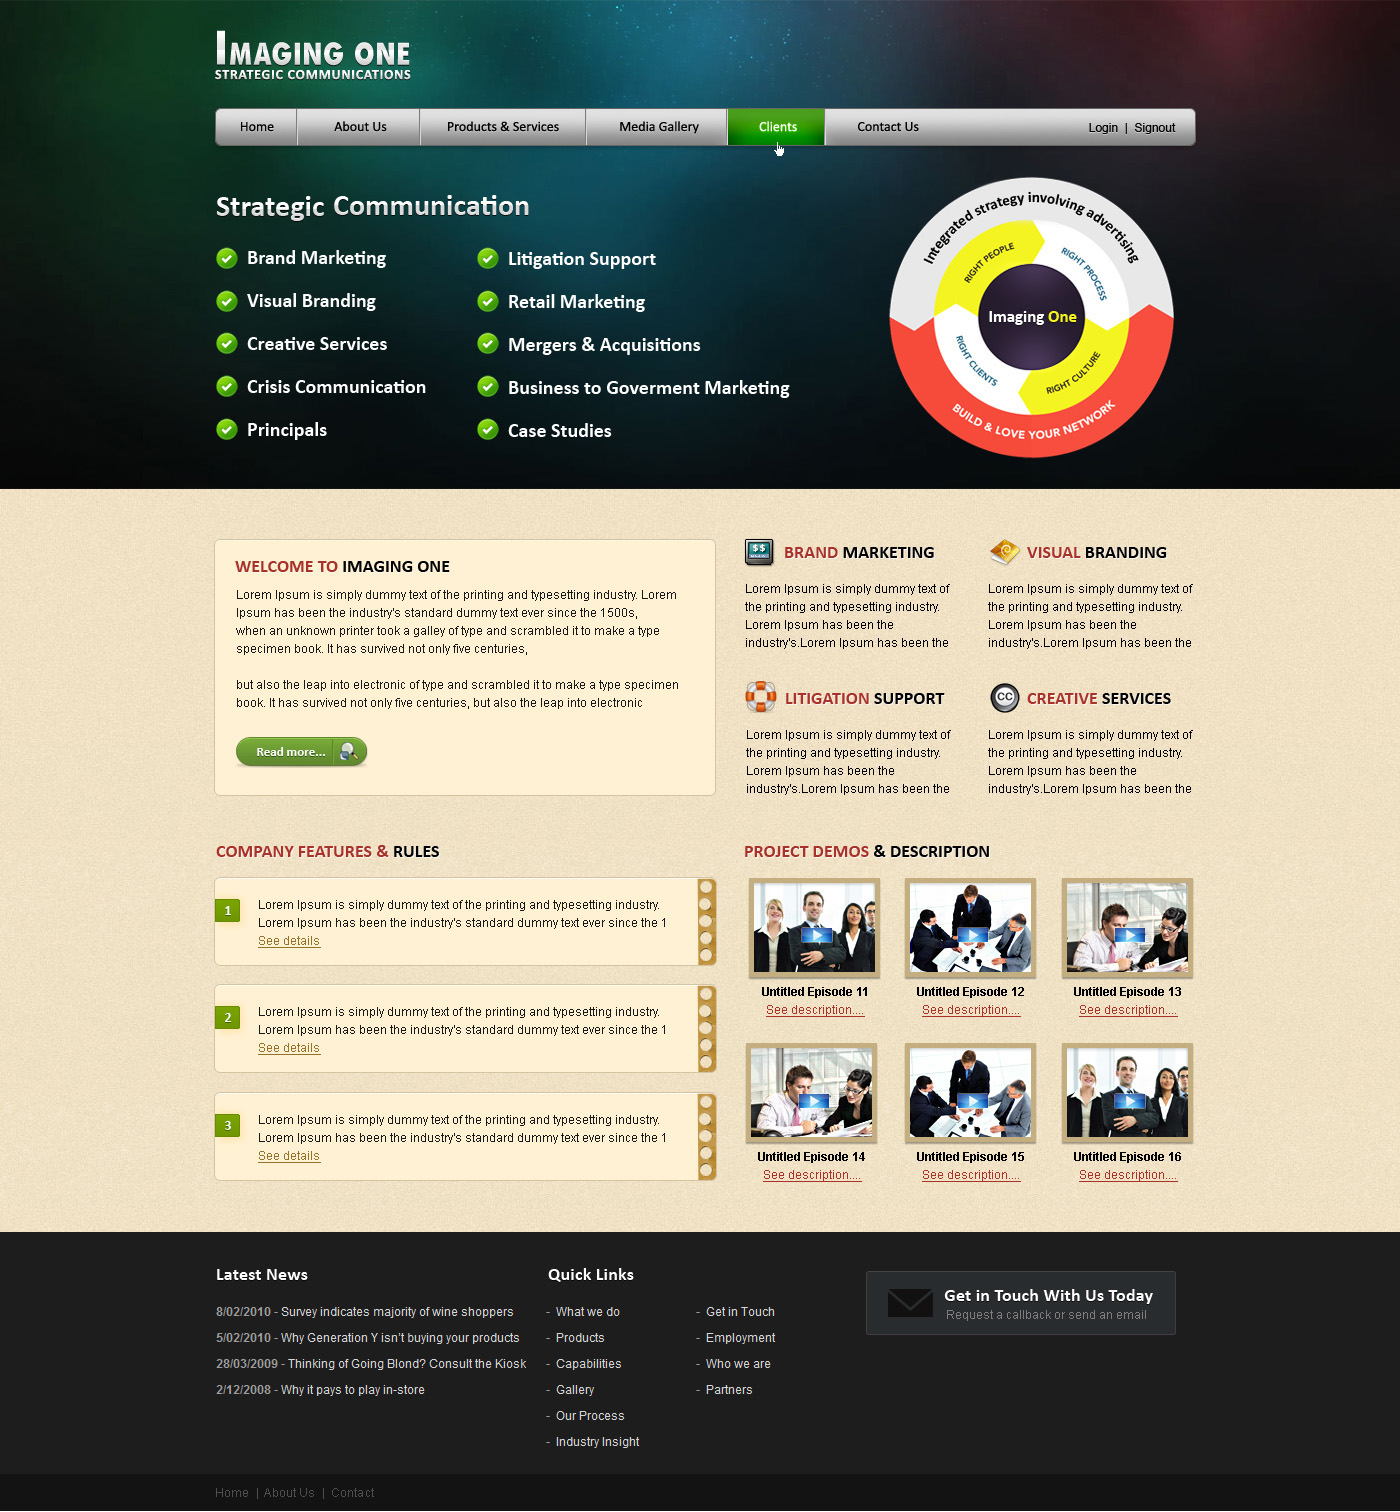 IMAGING ONE
STRATEGIC COMMUNICATIONS
Home About Us Products & Services Media Gallery Clients Contact Us Login | Signout
Strategic Communication
Brand Marketing
Visual Branding
Creative Services
Crisis Communication
Principals
Litigation Support
Retail Marketing
Mergers & Acquisitions
Business to Goverment Marketing
Case Studies
Integrated strategy involving advertising
RIGHT PEOPLE
RIGHT PROCESS
Imaging One
RIGHT CLIENTS
RIGHT CULTURE
BUILD & LOVE YOUR NETWORK
WELCOME TO IMAGING ONE
Lorem Ipsum is simply dummy text of the printing and typesetting industry. Lorem
Ipsum has been the industry's standard dummy text ever since the 1500s,
when an unknown printer took a galley of type and scrambled it to make a type
specimen book. It has survived not only five centuries,
but also the leap into electronic of type and scrambled it to make a type specimen
book. It has survived not only five centuries, but also the leap into electronic
Read more...
$$
BRAND MARKETING
Lorem Ipsum is simply dummy text of
the printing and typesetting industry.
Lorem Ipsum has been the
industry's.Lorem Ipsum has been the
VISUAL BRANDING
Lorem Ipsum is simply dummy text of
the printing and typesetting industry.
Lorem Ipsum has been the
industry's.Lorem Ipsum has been the
LITIGATION SUPPORT
Lorem Ipsum is simply dummy text of
the printing and typesetting industry.
Lorem Ipsum has been the
industry's.Lorem Ipsum has been the
CC
CREATIVE SERVICES
Lorem Ipsum is simply dummy text of
the printing and typesetting industry.
Lorem Ipsum has been the
industry's.Lorem Ipsum has been the
COMPANY FEATURES & RULES
1
Lorem Ipsum is simply dummy text of the printing and typesetting industry.
Lorem Ipsum has been the industry's standard dummy text ever since the 1
See details
2
Lorem Ipsum is simply dummy text of the printing and typesetting industry.
Lorem Ipsum has been the industry's standard dummy text ever since the 1
See details
3
Lorem Ipsum is simply dummy text of the printing and typesetting industry.
Lorem Ipsum has been the industry's standard dummy text ever since the 1
See details
PROJECT DEMOS & DESCRIPTION
Untitled Episode 11
See description....
Untitled Episode 12
See description....
Untitled Episode 13
See description....
Untitled Episode 14
See description....
Untitled Episode 15
See description....
Untitled Episode 16
See description....
Latest News
8/02/2010 - Survey indicates majority of wine shoppers
5/02/2010 - Why Generation Y isn't buying your products
28/03/2009 - Thinking of Going Blond? Consult the Kiosk
2/12/2008 - Why it pays to play in-store
Quick Links
- What we do
- Products
- Capabilities
- Gallery
- Our Process
- Industry Insight
- Get in Touch
- Employment
- Who we are
- Partners
Get in Touch With Us Today
Request a callback or send an email
Home | About Us | Contact